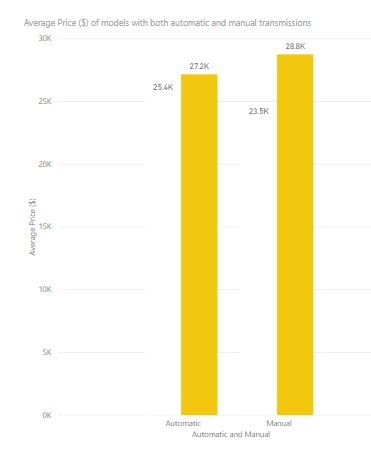 Average Price ($) of models with both automatic and manual transmissions
30K
28.8K
27.2K
25.4K
25K
23.5K
20K
15K
10K
5K
0K
Average Price ($)
Automatic
Manual
Automatic and Manual